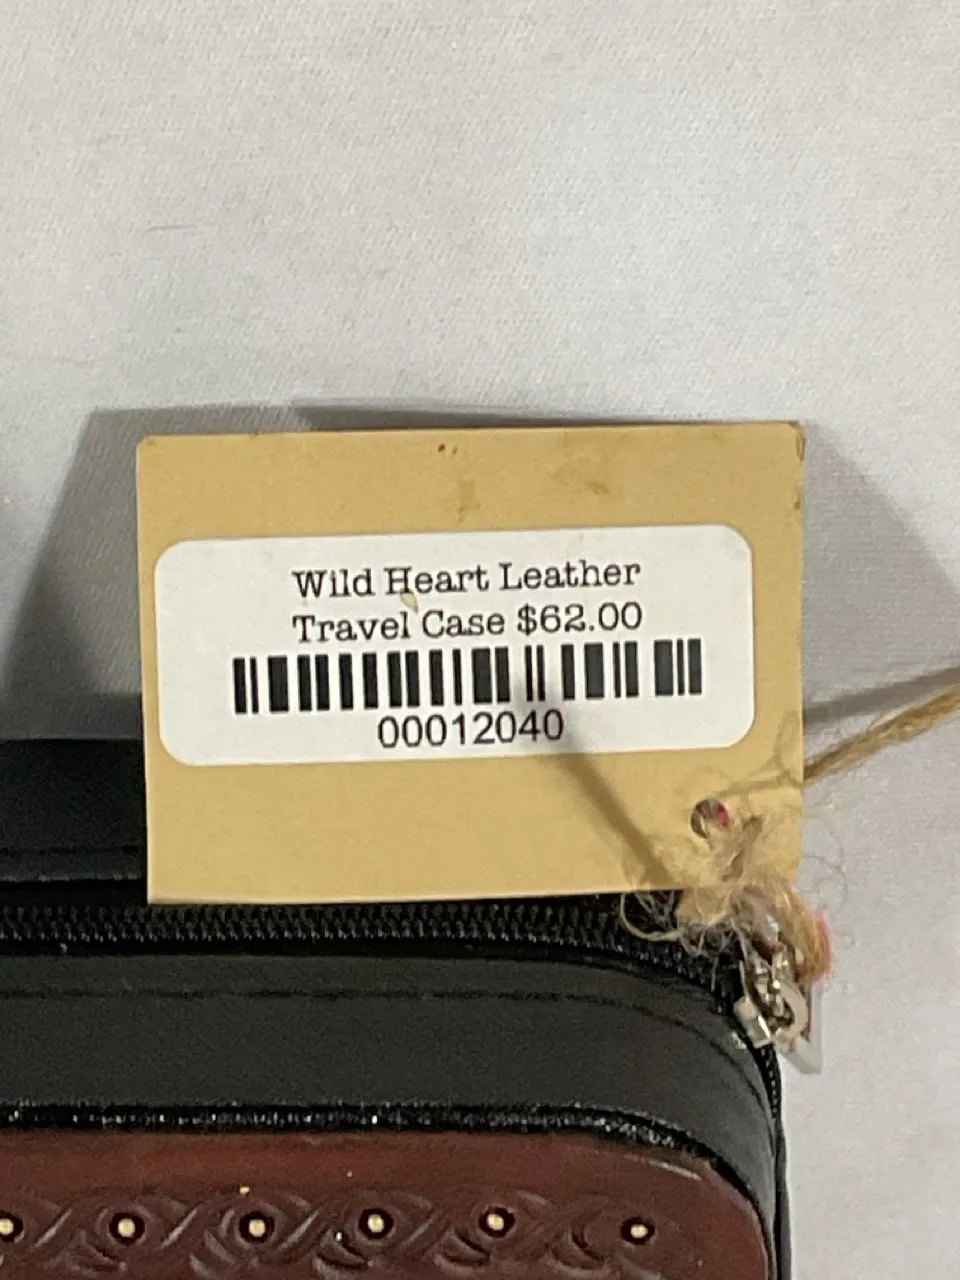 Wild Heart Leather
Travel Case $62.00
00012040